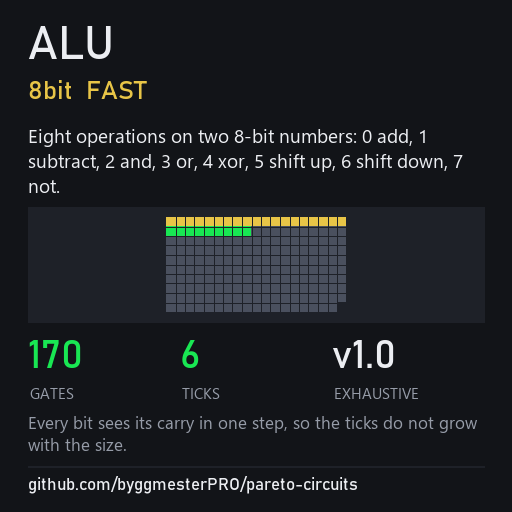 ALU
8bit FAST
Eight operations on two 8-bit numbers: 0 add, 1
subtract, 2 and, 3 or, 4 xor, 5 shift up, 6 shift down, 7
not.
170 6 v1.0
GATES TICKS EXHAUSTIVE
Every bit sees its carry in one step, so the ticks do not grow
with the size.
github.com/byggmesterPRO/pareto-circuits